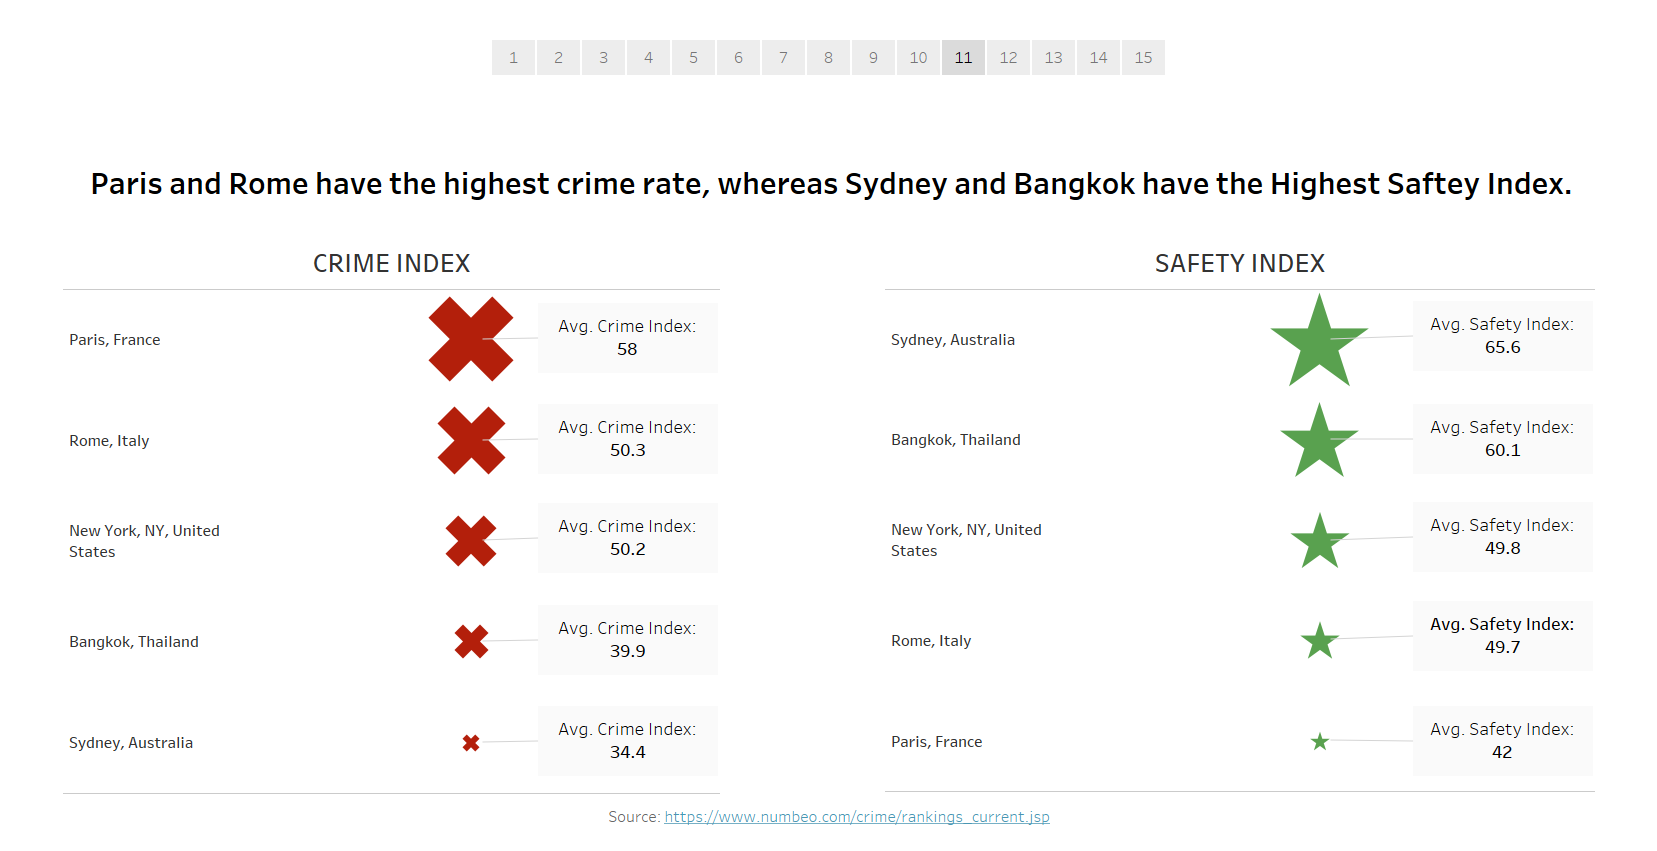 1 2 3 4 5 6 7 8 9 10 11 12 13 14 15
Paris and Rome have the highest crime rate, whereas Sydney and Bangkok have the Highest Saftey Index.
CRIME INDEX
Paris, France
Avg. Crime Index:
58
Rome, Italy
Avg. Crime Index:
50.3
New York, NY, United
States
Avg. Crime Index:
50.2
Bangkok, Thailand
Avg. Crime Index:
39.9
Sydney, Australia
Avg. Crime Index:
34.4
SAFETY INDEX
Sydney, Australia
Avg. Safety Index:
65.6
Bangkok, Thailand
Avg. Safety Index:
60.1
New York, NY, United
States
Avg. Safety Index:
49.8
Rome, Italy
Avg. Safety Index:
49.7
Paris, France
Avg. Safety Index:
42
Source: https://www.numbeo.com/crime/rankings_current.jsp